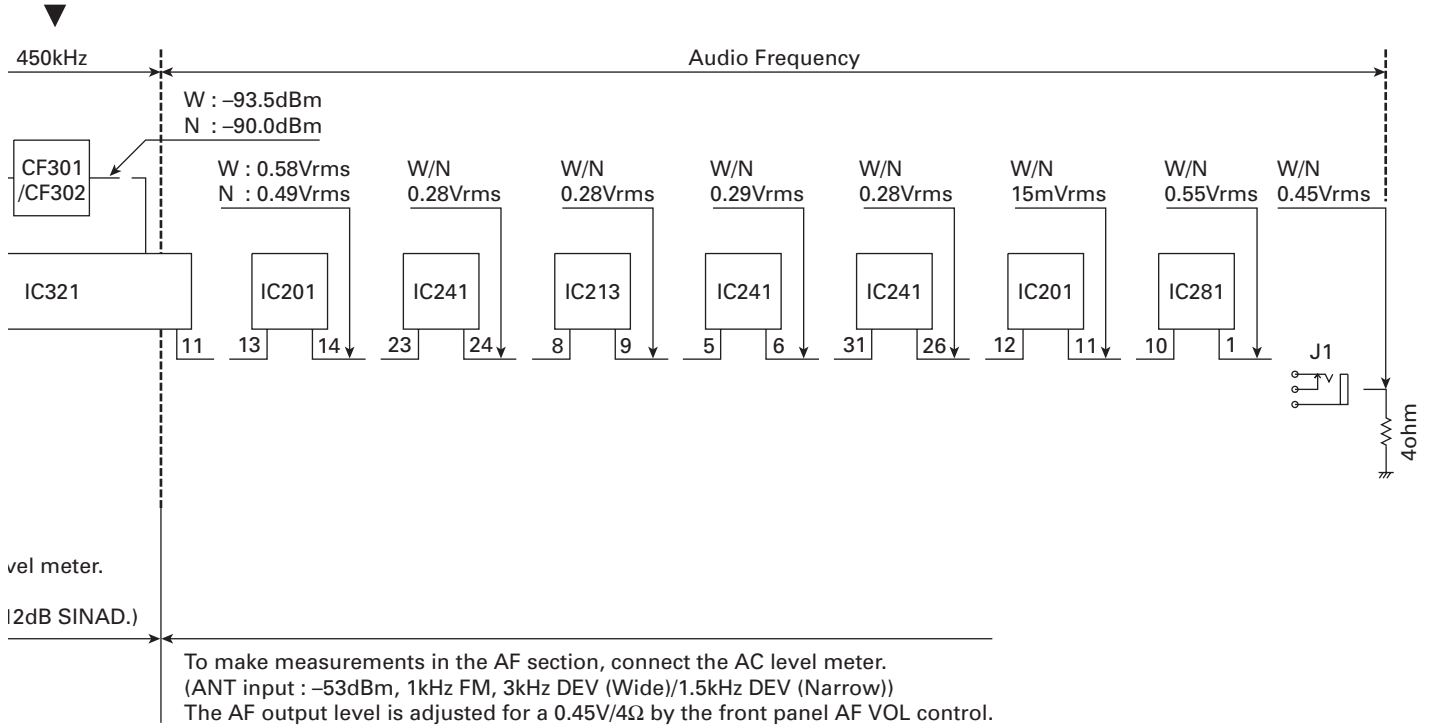 450kHz
Audio Frequency
W : –93.5dBm
N : –90.0dBm
CF301
/CF302
W : 0.58Vrms
N : 0.49Vrms
W/N
0.28Vrms
W/N
0.28Vrms
W/N
0.29Vrms
W/N
0.28Vrms
W/N
15mVrms
W/N
0.55Vrms
W/N
0.45Vrms
IC321
IC201
IC241
IC213
IC241
IC241
IC201
IC281
11
13
14
23
24
8
9
5
6
31
26
12
11
10
1
J1
4ohm
vel meter.
12dB SINAD.)
To make measurements in the AF section, connect the AC level meter.
(ANT input : –53dBm, 1kHz FM, 3kHz DEV (Wide)/1.5kHz DEV (Narrow))
The AF output level is adjusted for a 0.45V/4Ω by the front panel AF VOL control.